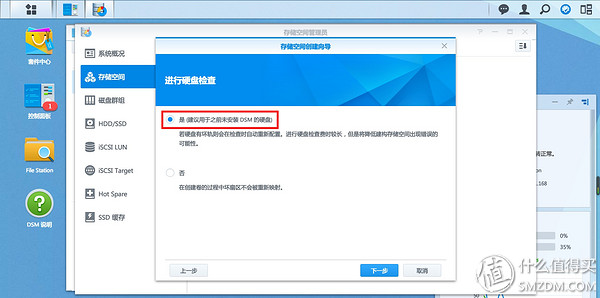 存储空间管理员
存储空间创建向导
进行硬盘检查
是 (建议用于之前未安装 DSM 的硬盘)
若硬盘有坏轨则会在检查时自动重新配置。进行硬盘检查费时较长，但是将降低建构存储空间出现错误的
可能性。
否
在创建卷的过程中坏扇区不会被重新映射。
上一步
下一步
取消
系统概况
存储空间
磁盘群组
HDD/SSD
iSCSI LUN
iSCSI Target
Hot Spare
SSD 缓存
套件中心
控制面板
1
File Station
DSM 说明
转正常。
.168
0%
35%
值 什么值得买
SMZDM.COM